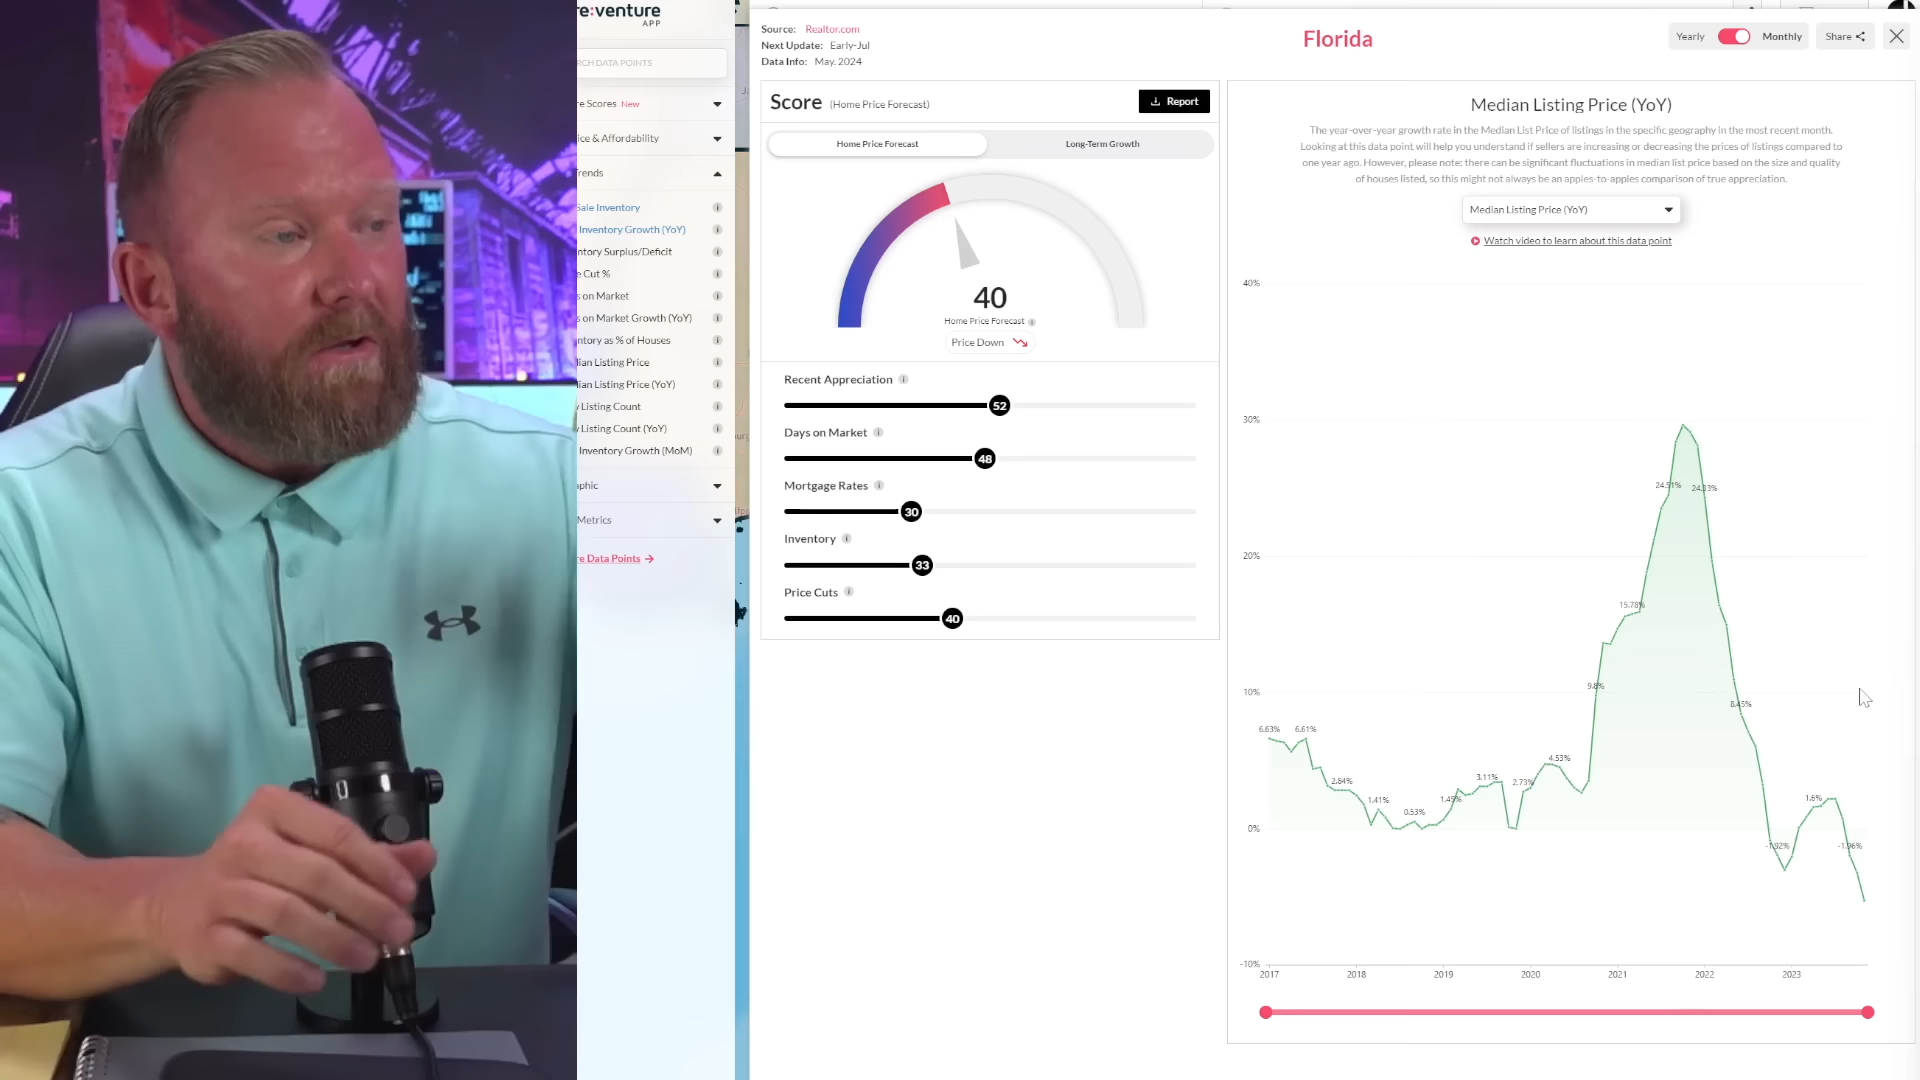 re:venture
APP
RCH DATA POINTS
re Scores New
ice & Affordability
Trends
Sale Inventory
Inventory Growth (YoY)
ntory Surplus/Deficit
e Cut %
s on Market
s on Market Growth (YoY)
ntory as % of Houses
ian Listing Price
ian Listing Price (YoY)
Listing Count
Listing Count (YoY)
Inventory Growth (MoM)
aphic
Metrics
re Data Points
Source: Realtor.com
Next Update: Early-Jul
Data Info: May. 2024
Florida
Yearly Monthly Share
Score (Home Price Forecast) Report
Home Price Forecast Long-Term Growth
40
Home Price Forecast
Price Down
Recent Appreciation
52
Days on Market
48
Mortgage Rates
30
Inventory
33
Price Cuts
40
Median Listing Price (YoY)
The year-over-year growth rate in the Median List Price of listings in the specific geography in the most recent month.
Looking at this data point will help you understand if sellers are increasing or decreasing the prices of listings compared to
one year ago. However, please note: there can be significant fluctuations in median list price based on the size and quality
of houses listed, so this might not always be an apples-to-apples comparison of true appreciation.
Median Listing Price (YoY)
Watch video to learn about this data point
40%
30%
24.51% 24.33%
20%
15.78%
10% 9.8%
8.45%
6.63% 6.61%
4.53%
2.84% 3.11% 2.73%
1.41% 1.45% 1.6%
0.53%
0%
-1.92% -1.96%
-10%
2017 2018 2019 2020 2021 2022 2023